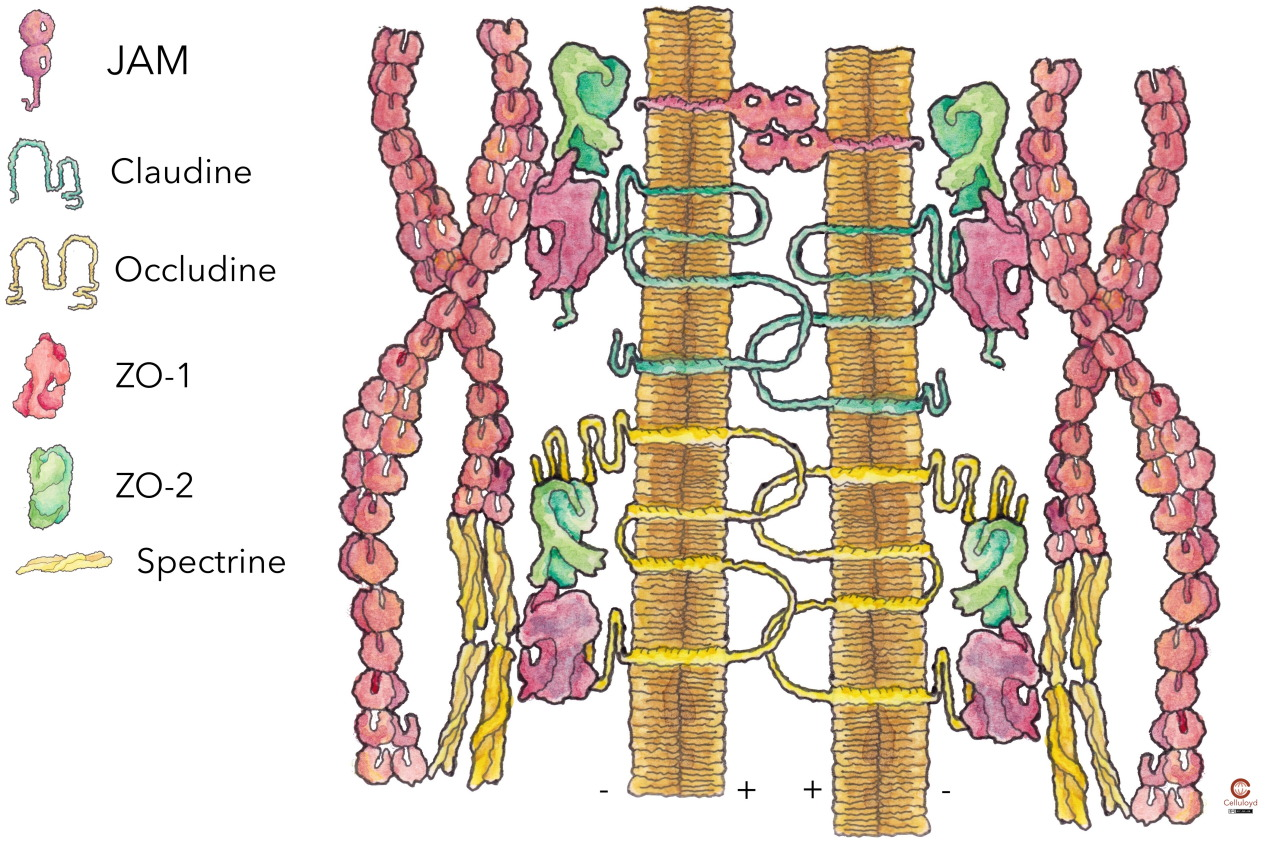 JAM
Claudine
Occludine
ZO-1
ZO-2
Spectrine
- + + -
Celluloyd